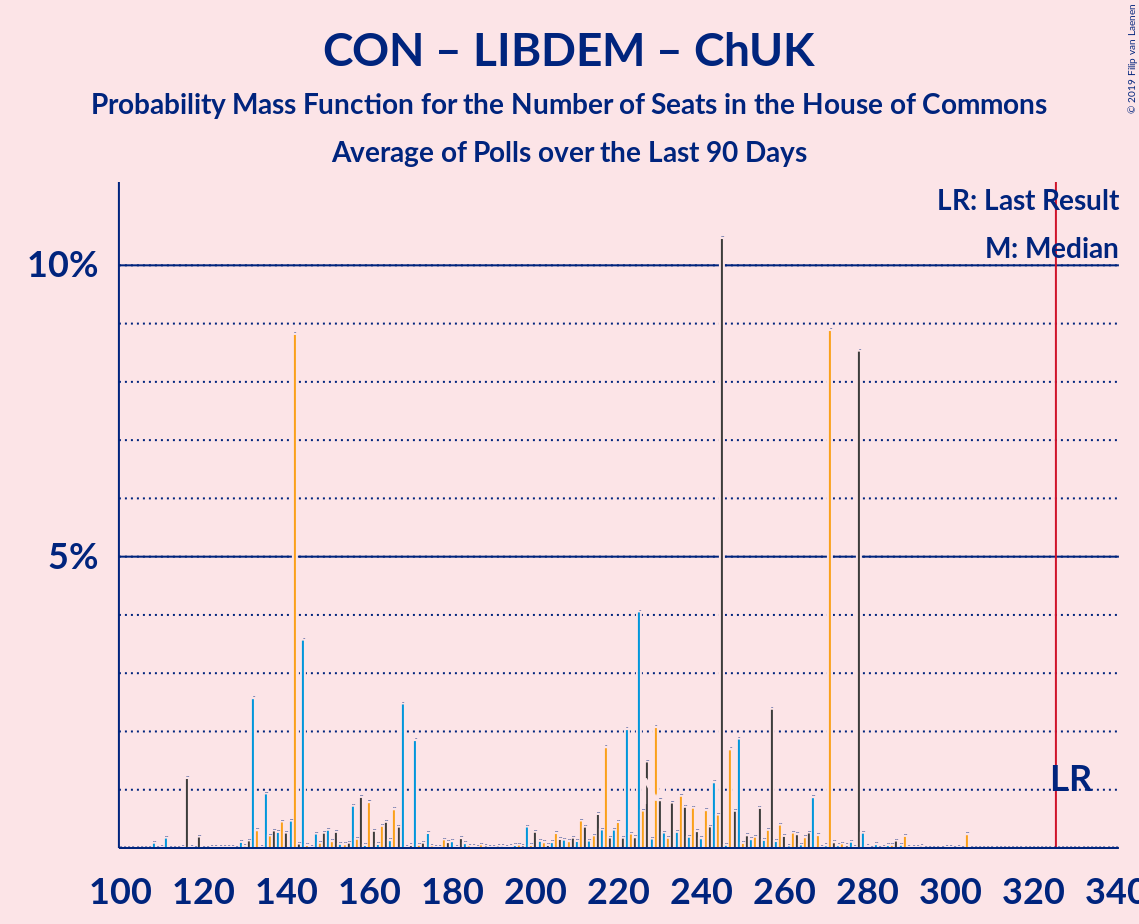 CON – LIBDEM – ChUK
Probability Mass Function for the Number of Seats in the House of Commons
Average of Polls over the Last 90 Days
© 2019 Filip van Laenen
LR: Last Result
M: Median
10%
5%
LR
100 120 140 160 180 200 220 240 260 280 300 320 340